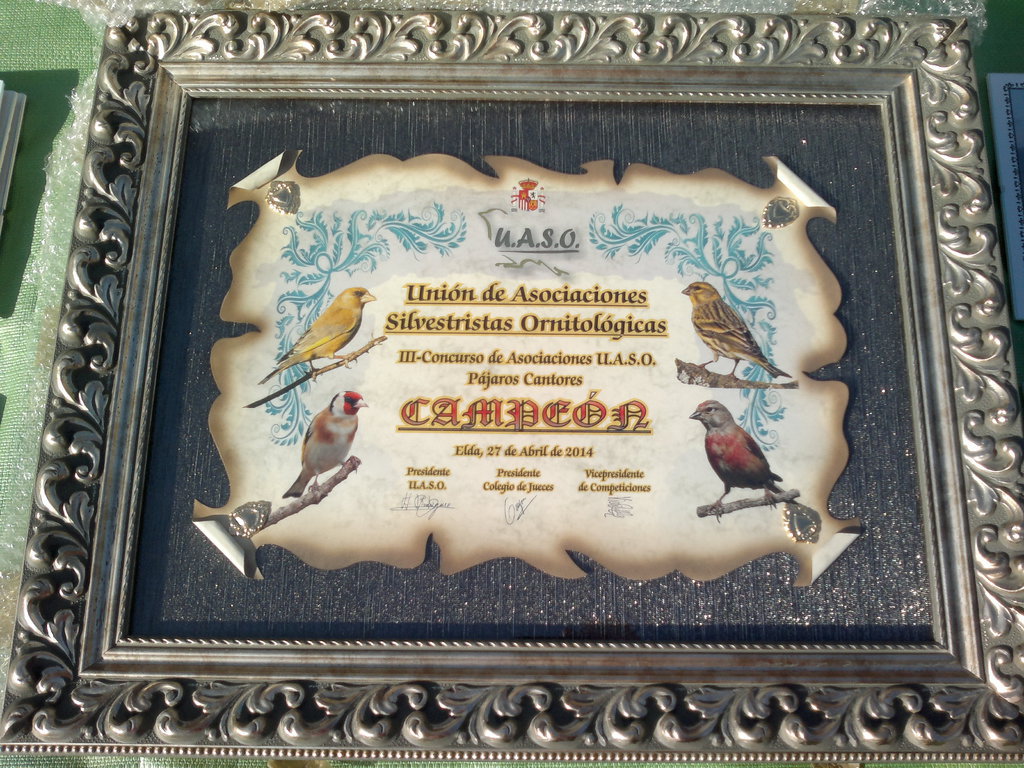 U.A.S.O.
Unión de Asociaciones
Silvestristas Ornitológicas
III-Concurso de Asociaciones U.A.S.O.
Pájaros Cantores
CAMPEÓN
Elda, 27 de Abril de 2014
Presidente Presidente Vicepresidente
U.A.S.O. Colegio de Jueces de Competiciones